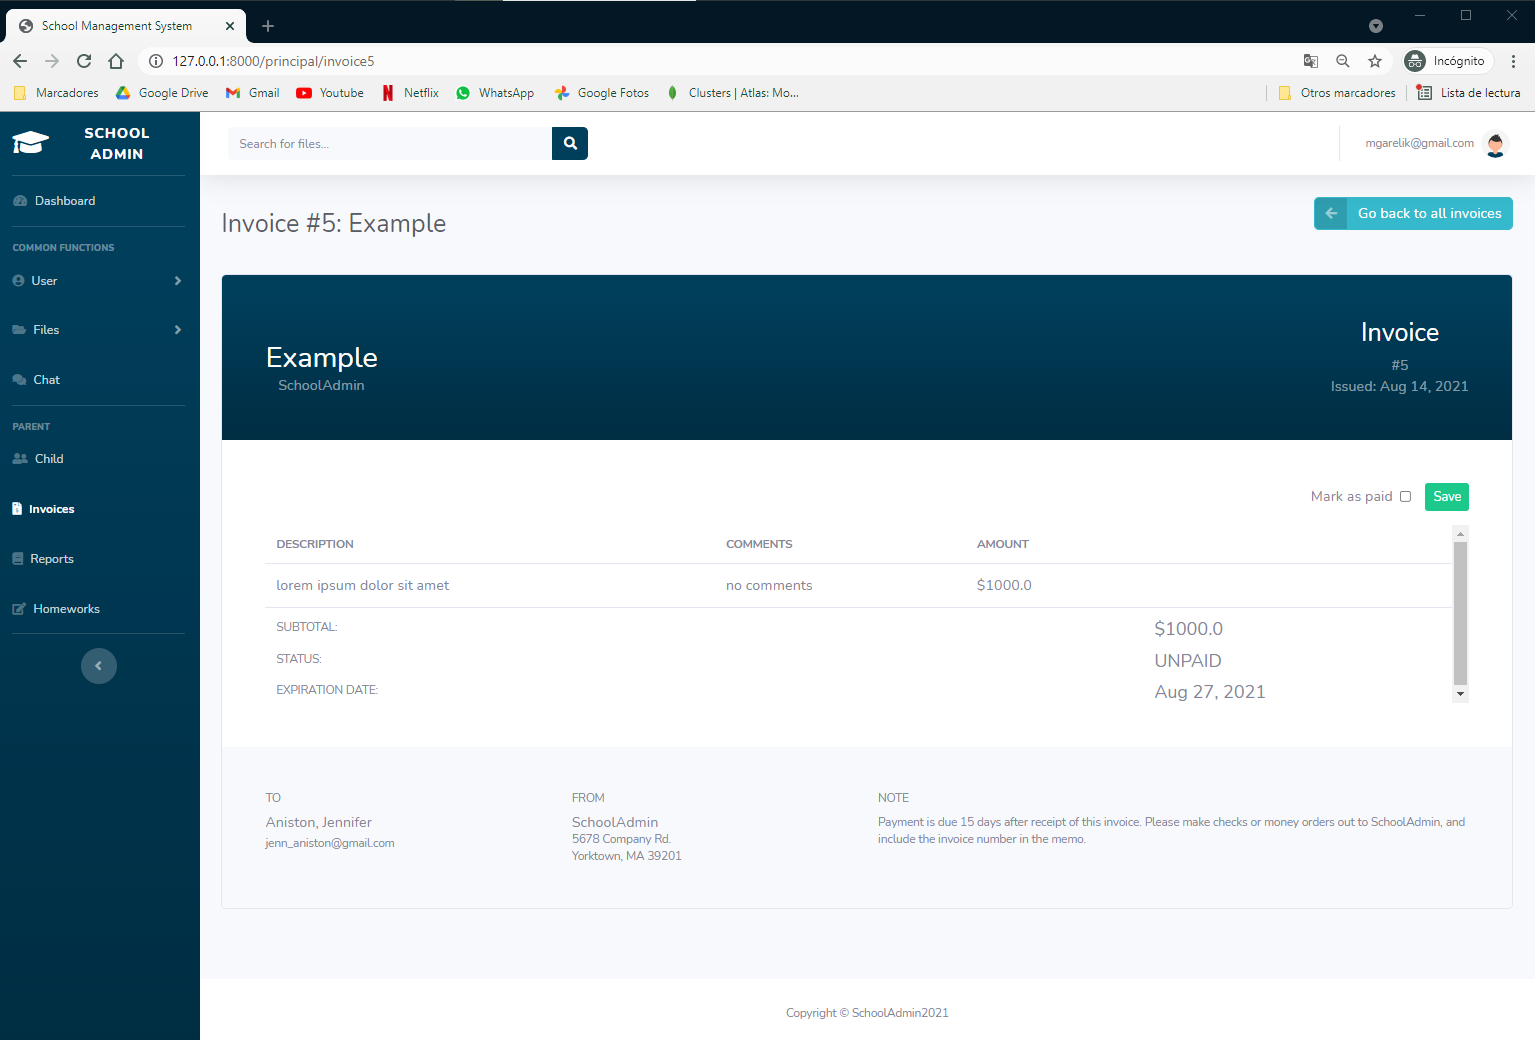 School Management System
127.0.0.1:8000/principal/invoice5
Incógnito
Marcadores
Google Drive
Gmail
Youtube
Netflix
WhatsApp
Google Fotos
Clusters | Atlas: Mo...
Otros marcadores
Lista de lectura
SCHOOL
ADMIN
Search for files...
mgarelik@gmail.com
Dashboard
COMMON FUNCTIONS
User
Files
Chat
PARENT
Child
Invoices
Reports
Homeworks
Invoice #5: Example
Go back to all invoices
Example
SchoolAdmin
Invoice
#5
Issued: Aug 14, 2021
Mark as paid
Save
DESCRIPTION COMMENTS AMOUNT
lorem ipsum dolor sit amet no comments $1000.0
SUBTOTAL: $1000.0
STATUS: UNPAID
EXPIRATION DATE: Aug 27, 2021
TO
Aniston, Jennifer
jenn_aniston@gmail.com
FROM
SchoolAdmin
5678 Company Rd.
Yorktown, MA 39201
NOTE
Payment is due 15 days after receipt of this invoice. Please make checks or money orders out to SchoolAdmin, and
include the invoice number in the memo.
Copyright © SchoolAdmin2021